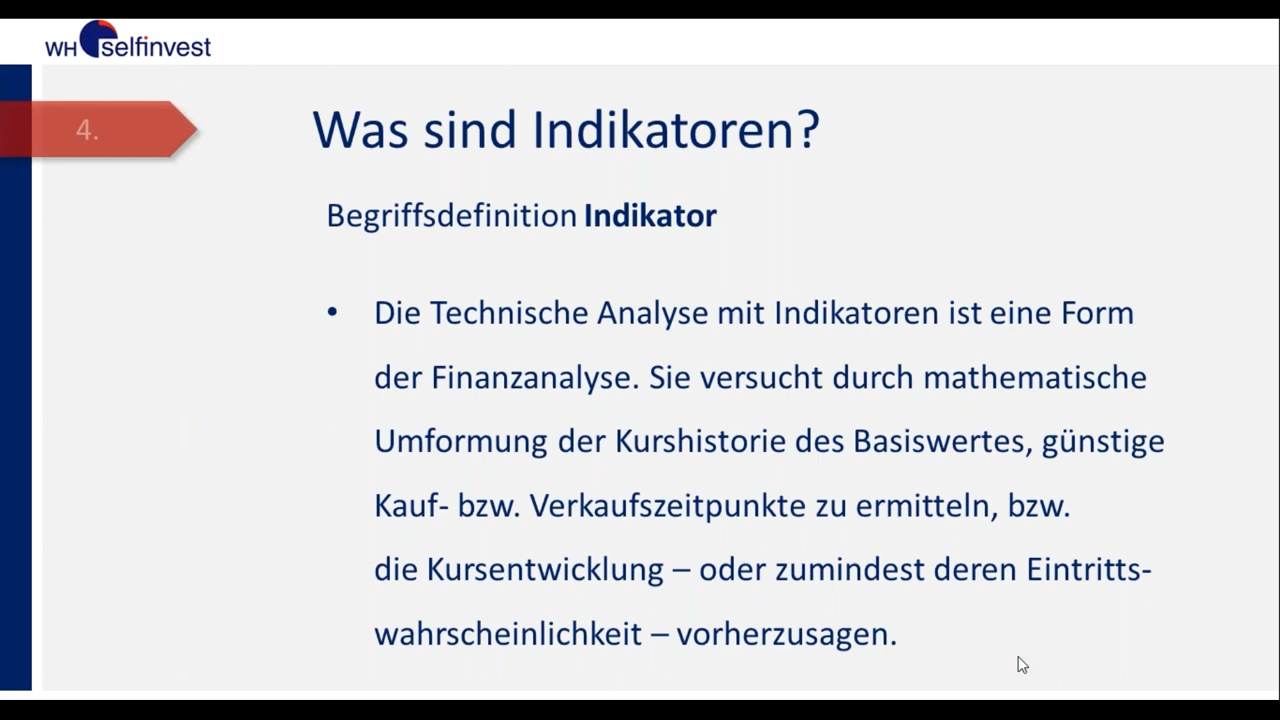 WH selfinvest
4.
Was sind Indikatoren?
Begriffsdefinition Indikator
• Die Technische Analyse mit Indikatoren ist eine Form
der Finanzanalyse. Sie versucht durch mathematische
Umformung der Kurshistorie des Basiswertes, günstige
Kauf- bzw. Verkaufszeitpunkte zu ermitteln, bzw.
die Kursentwicklung – oder zumindest deren Eintritts-
wahrscheinlichkeit – vorherzusagen.